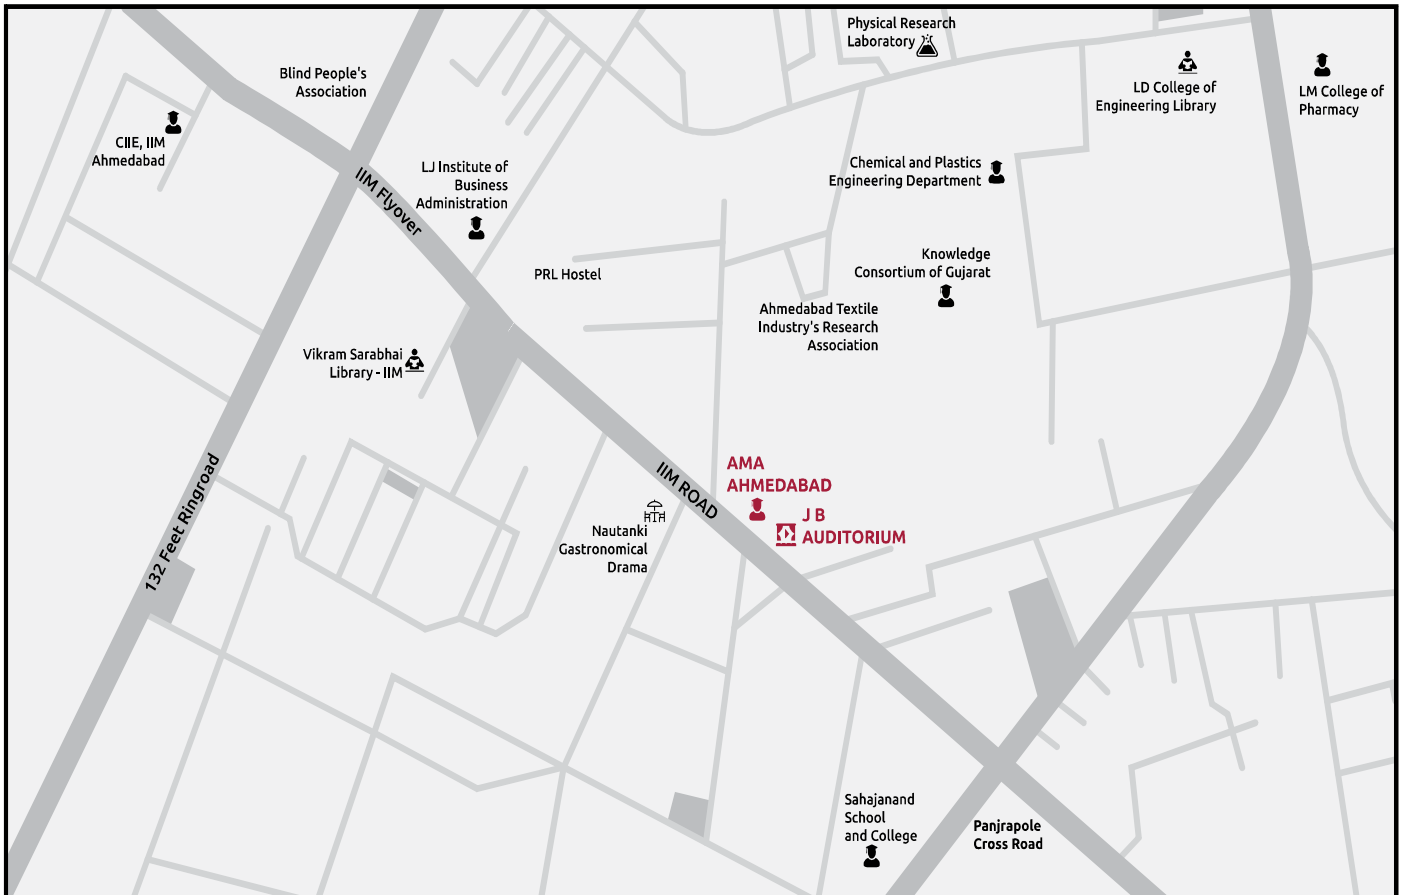 Physical Research
Laboratory
Blind People's
Association
LD College of
Engineering Library
LM College of
Pharmacy
CIIE, IIM
Ahmedabad
IIM Flyover
LJ Institute of
Business
Administration
Chemical and Plastics
Engineering Department
PRL Hostel
Knowledge
Consortium of Gujarat
Ahmedabad Textile
Industry's Research
Association
Vikram Sarabhai
Library - IIM
132 Feet Ringroad
IIM ROAD
AMA
AHMEDABAD
J B
AUDITORIUM
Nautanki
Gastronomical
Drama
Sahajanand
School
and College
Panjrapole
Cross Road